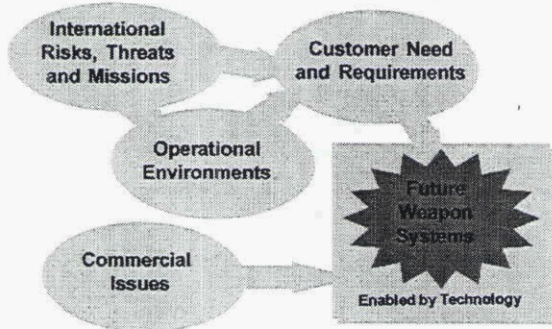 International
Risks, Threats
and Missions
Customer Need
and Requirements
Operational
Environments
Future
Weapon
Systems
Commercial
Issues
Enabled by Technology